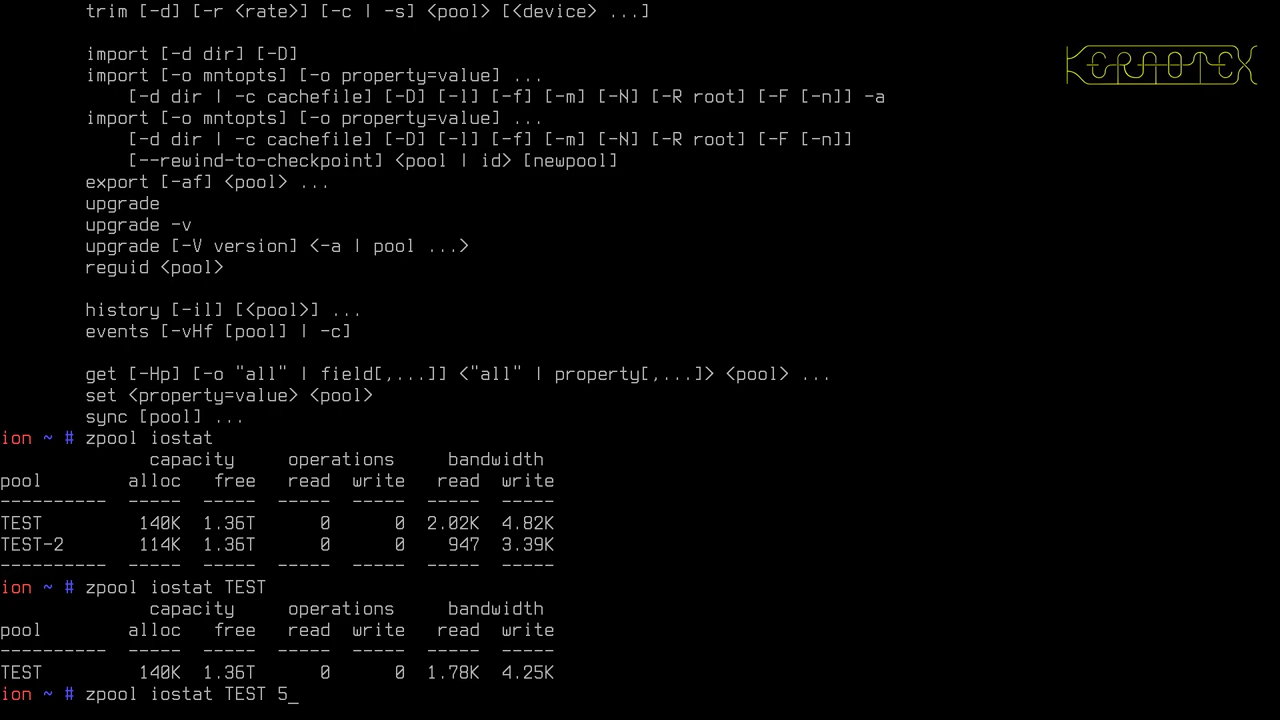 trim [-d] [-r <rate>] [-c | -s] <pool> [<device> ...]
KERNOTEX
import [-d dir] [-D]
import [-o mntopts] [-o property=value] ...
[-d dir | -c cachefile] [-D] [-l] [-f] [-m] [-N] [-R root] [-F [-n]] -a
import [-o mntopts] [-o property=value] ...
[-d dir | -c cachefile] [-D] [-l] [-f] [-m] [-N] [-R root] [-F [-n]]
[--rewind-to-checkpoint] <pool | id> [newpool]
export [-af] <pool> ...
upgrade
upgrade -v
upgrade [-V version] <-a | pool ...>
reguid <pool>
history [-il] [<pool>] ...
events [-vHf [pool] | -c]
get [-Hp] [-o "all" | field[,...]] <"all" | property[,...]> <pool> ...
set <property=value> <pool>
sync [pool] ...
ion ~ # zpool iostat
capacity operations bandwidth
pool alloc free read write read write
---------- ----- ----- ----- ----- ----- -----
TEST 140K 1.36T 0 0 2.02K 4.82K
TEST-2 114K 1.36T 0 0 947 3.39K
---------- ----- ----- ----- ----- ----- -----
ion ~ # zpool iostat TEST
capacity operations bandwidth
pool alloc free read write read write
---------- ----- ----- ----- ----- ----- -----
TEST 140K 1.36T 0 0 1.78K 4.25K
ion ~ # zpool iostat TEST 5_